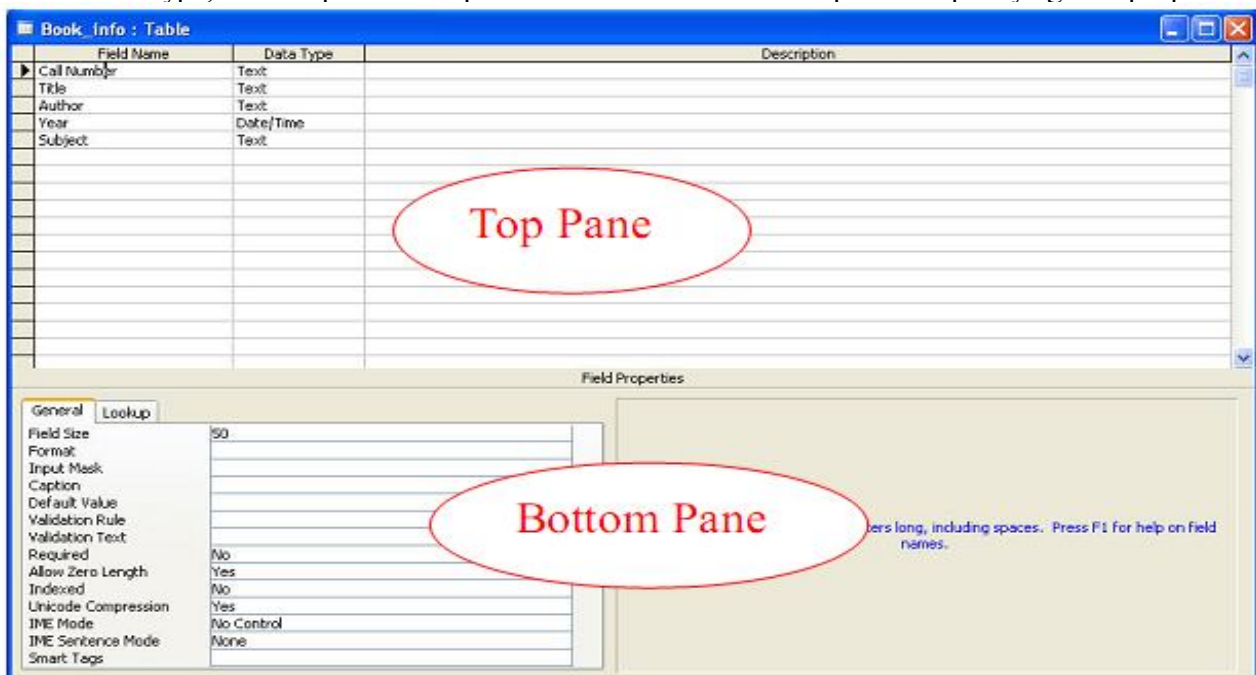 Book_info : Table
Field Name Data Type Description
Call Number Text
Title Text
Author Text
Year Date/Time
Subject Text
Top Pane
Field Properties
General Lookup
Field Size 50
Format
Input Mask
Caption
Default Value
Validation Rule
Validation Text
Required No
Allow Zero Length Yes
Indexed No
Unicode Compression Yes
IME Mode No Control
IME Sentence Mode None
Smart Tags
Bottom Pane
ers long, including spaces. Press F1 for help on field
names.